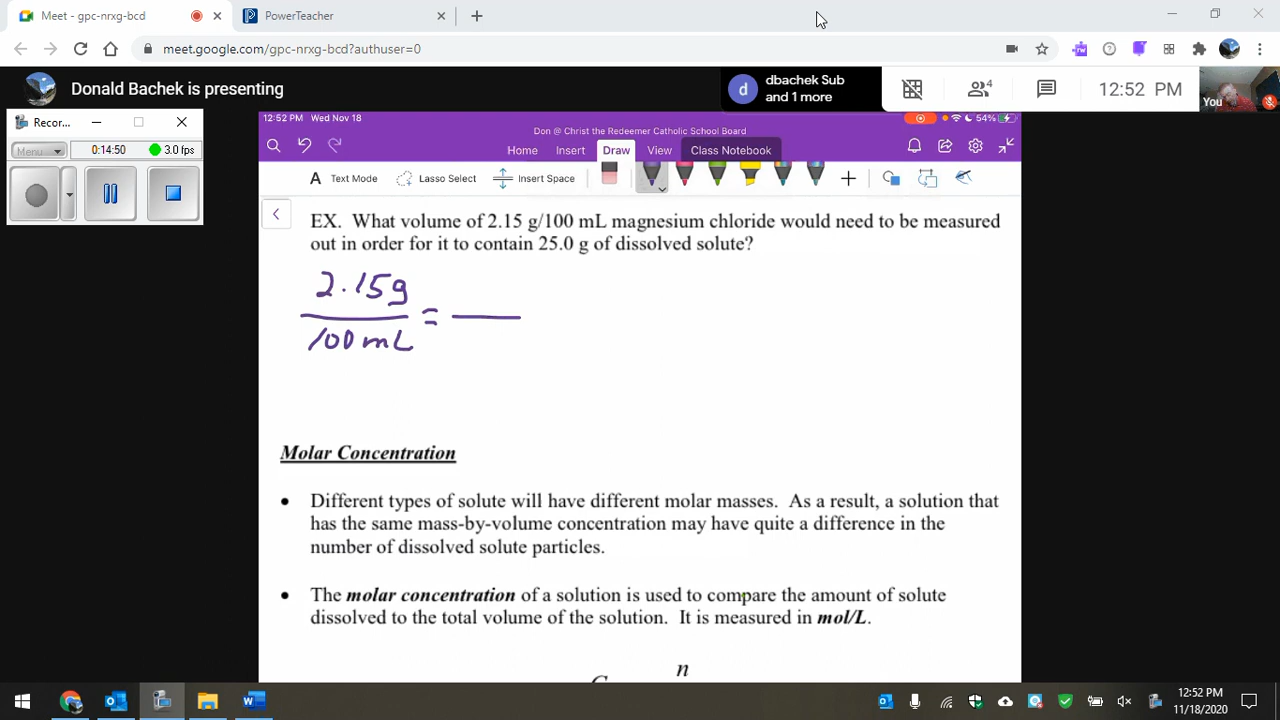 Meet - gpc-nrxg-bcd
PowerTeacher
meet.google.com/gpc-nrxg-bcd?authuser=0
Donald Bachek is presenting
d
dbachek Sub
and 1 more
4
12:52 PM
You
Recor...
Menu
0:14:50
3.0 fps
12:52 PM Wed Nov 18
54%
Don @ Christ the Redeemer Catholic School Board
Home Insert Draw View Class Notebook
A Text Mode Lasso Select Insert Space
EX. What volume of 2.15 g/100 mL magnesium chloride would need to be measured
out in order for it to contain 25.0 g of dissolved solute?
2.15g
=
100 mL
Molar Concentration
• Different types of solute will have different molar masses. As a result, a solution that
has the same mass-by-volume concentration may have quite a difference in the
number of dissolved solute particles.
• The molar concentration of a solution is used to compare the amount of solute
dissolved to the total volume of the solution. It is measured in mol/L.
n
12:52 PM
11/18/2020